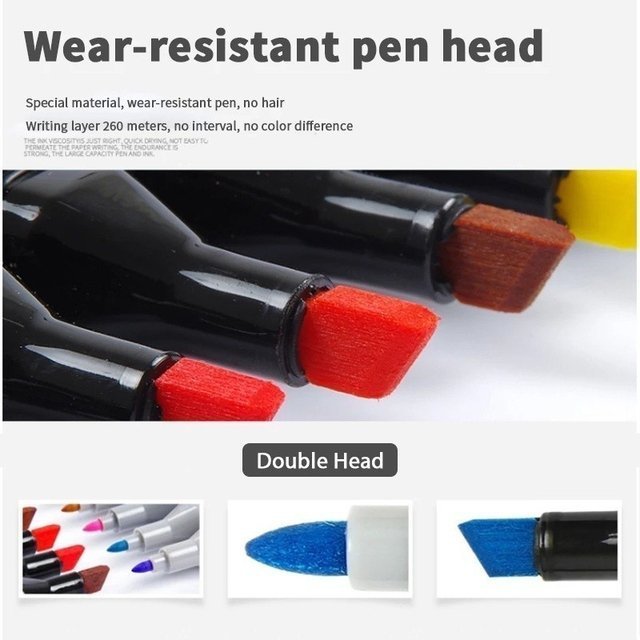 Wear-resistant pen head
Special material, wear-resistant pen, no hair
Writing layer 260 meters, no interval, no color difference
THE INK VISCOSITYIS JUST RIGHT, QUICK DRYING, NOT EASY TO
PERMEATE THE PAPER WRITING, THE ENDURANCE IS
STRONG, THE LARGE CAPACITY PEN AND INK.
Double Head